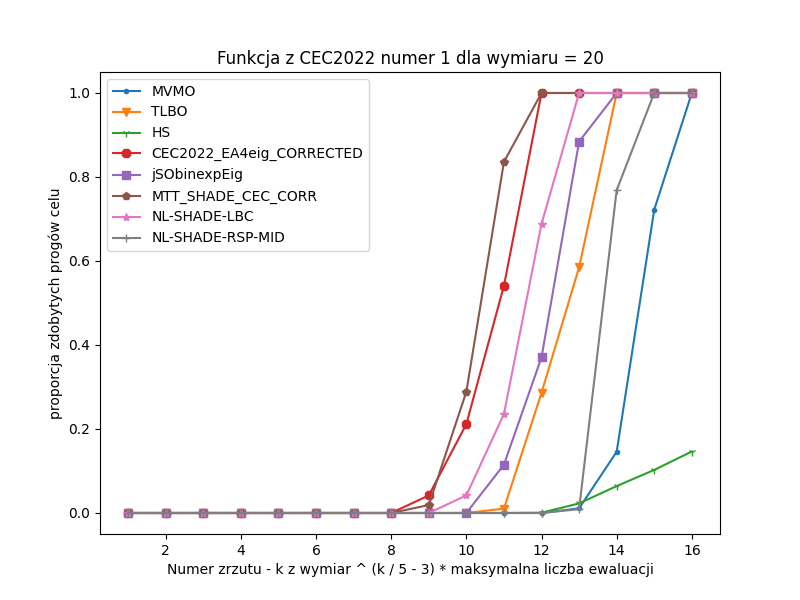 Funkcja z CEC2022 numer 1 dla wymiaru = 20
MVMO
TLBO
HS
CEC2022_EA4eig_CORRECTED
jSObinexpEig
MTT_SHADE_CEC_CORR
NL-SHADE-LBC
NL-SHADE-RSP-MID
proporcja zdobytych progów celu
1.0
0.8
0.6
0.4
0.2
0.0
2 4 6 8 10 12 14 16
Numer zrzutu - k z wymiar ^ (k / 5 - 3) * maksymalna liczba ewaluacji